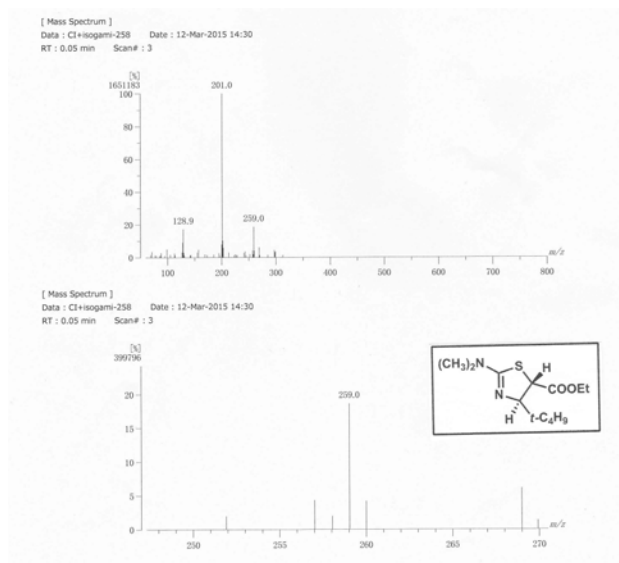 [ Mass Spectrum ]
Data : CI+isogami-258 Date : 12-Mar-2015 14:30
RT : 0.05 min Scan# : 3
[%]
1651183
100
201.0
80
60
40
20
128.9
259.0
0
m/z
100 200 300 400 500 600 700 800
[ Mass Spectrum ]
Data : CI+isogami-258 Date : 12-Mar-2015 14:30
RT : 0.05 min Scan# : 3
[%]
399796
20
259.0
15
10
5
0
m/z
250 255 260 265 270
(CH3)2N S H
N COOEt
H t-C4H9